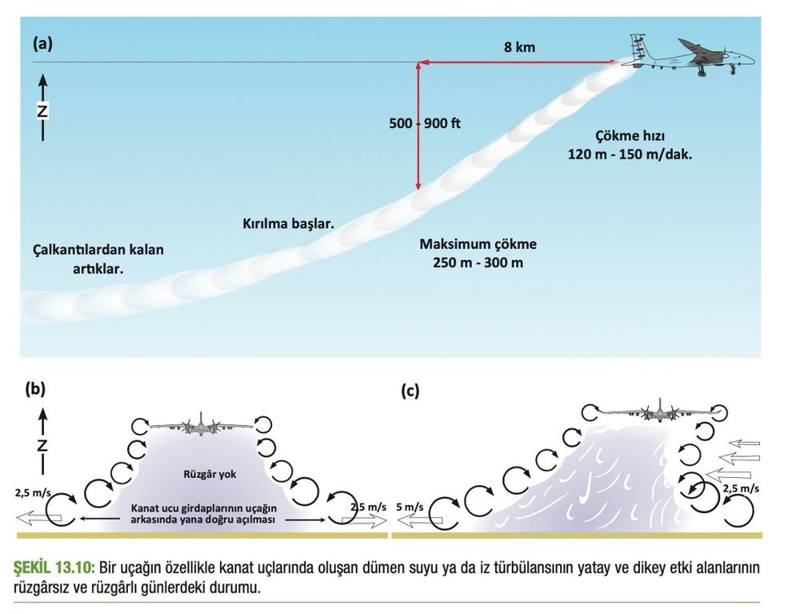 (a)
8 km
N
500 - 900 ft
Çökme hızı
120 m - 150 m/dak.
Kırılma başlar.
Maksimum çökme
250 m - 300 m
Çalkantılardan kalan
artıklar.
(b)
N
Rüzgâr yok
2,5 m/s
Kanat ucu girdaplarının uçağın
arkasında yana doğru açılması
2,5 m/s
(c)
5 m/s
2,5 m/s
ŞEKİL 13.10: Bir uçağın özellikle kanat uçlarında oluşan dümen suyu ya da iz türbülansının yatay ve dikey etki alanlarının
rüzgârsız ve rüzgârlı günlerdeki durumu.